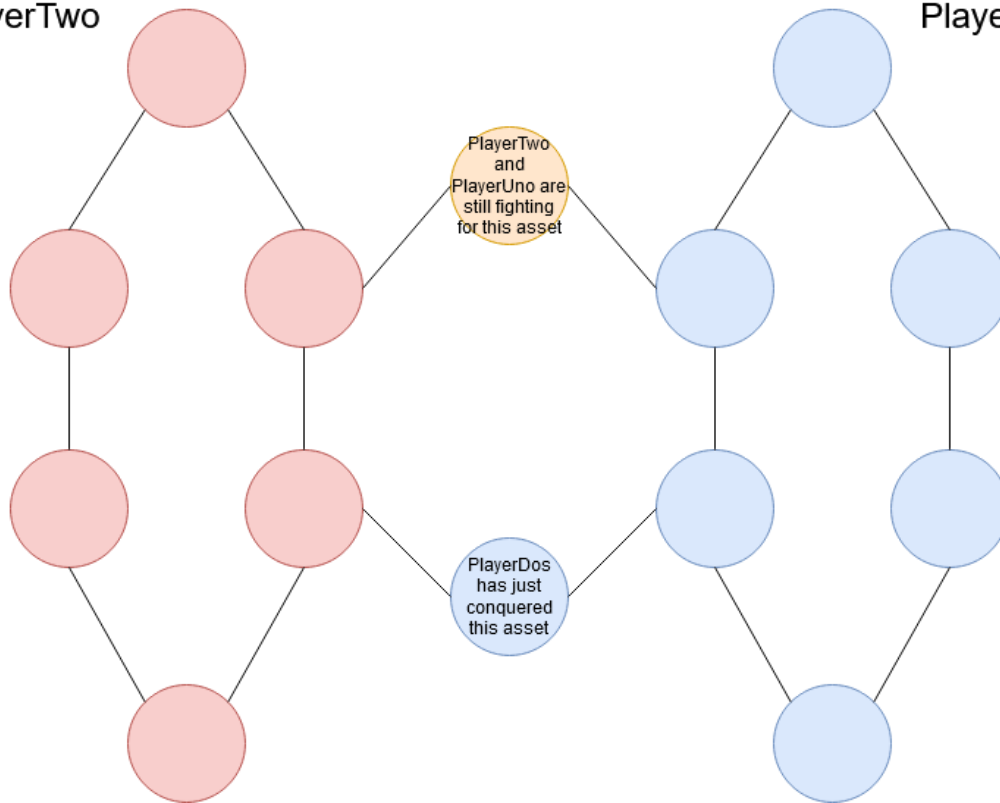 yerTwo
Playe
PlayerTwo
and
PlayerUno are
still fighting
for this asset
PlayerDos
has just
conquered
this asset